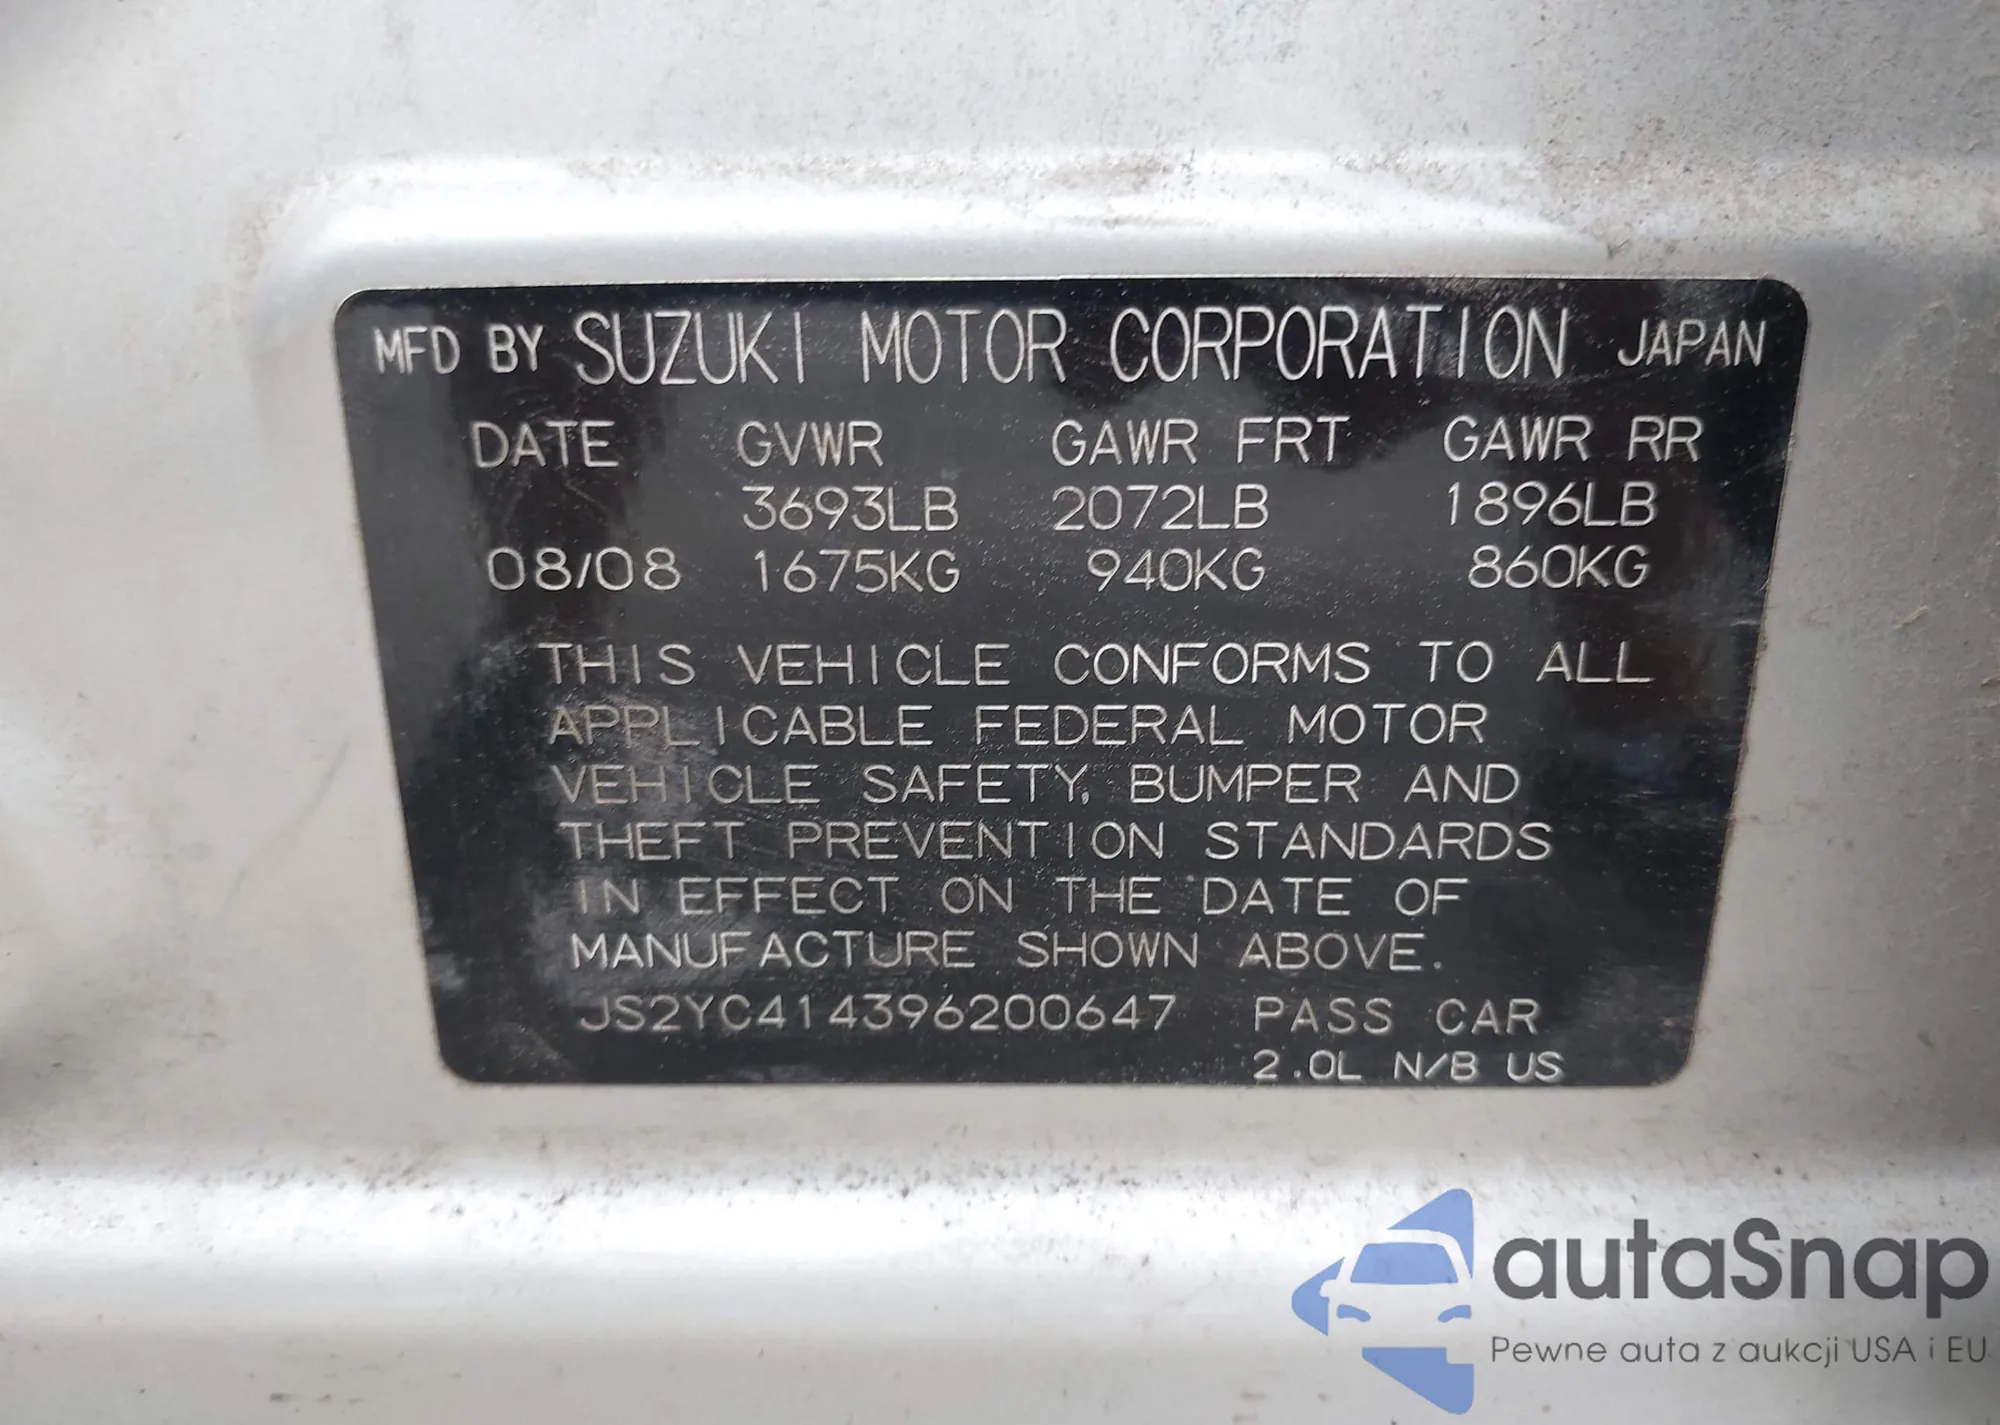 MFD BY SUZUKI MOTOR CORPORATION JAPAN
DATE GVWR GAWR FRT GAWR RR
3693LB 2072LB 1896LB
08/08 1675KG 940KG 860KG
THIS VEHICLE CONFORMS TO ALL
APPLICABLE FEDERAL MOTOR
VEHICLE SAFETY, BUMPER AND
THEFT PREVENTION STANDARDS
IN EFFECT ON THE DATE OF
MANUFACTURE SHOWN ABOVE.
JS2YC414396200647 PASS CAR
2.0L N/B US
autaSnap
Pewne auta z aukcji USA i EU